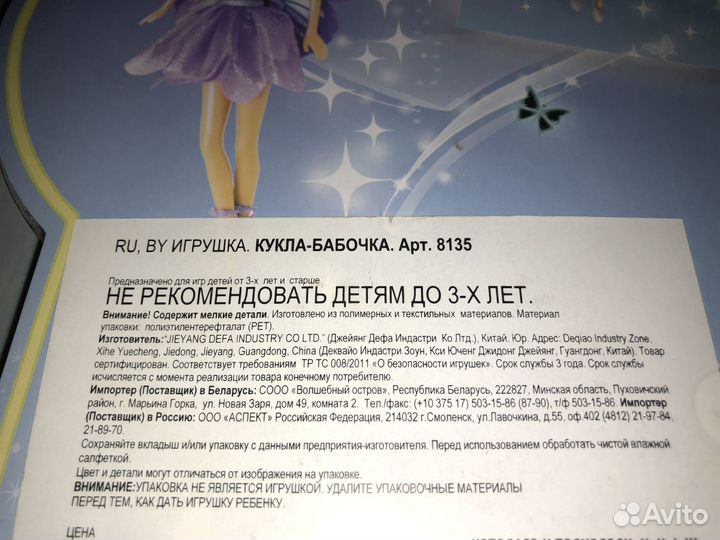 RU, BY ИГРУШКА. КУКЛА-БАБОЧКА. Арт. 8135
Предназначено для игр детей от 3-х лет и старше.
НЕ РЕКОМЕНДОВАТЬ ДЕТЯМ ДО 3-Х ЛЕТ.
Внимание! Содержит мелкие детали. Изготовлено из полимерных и текстильных материалов. Материал
упаковки: полиэтилентерефталат (PET).
Изготовитель:"JIEYANG DEFA INDUSTRY CO LTD." (Джейянг Дефа Индастри Ко Лтд.), Китай. Юр. Адрес: Deqiao Industry Zone,
Xihe Yuecheng, Jiedong, Jieyang, Guangdong, China (Деквайо Индастри Зоун, Кси Юченг Джидонг Джейянг, Гуангдонг, Китай). Товар
сертифицирован. Соответствует требованиям ТР ТС 008/2011 «О безопасности игрушек». Срок службы 3 года. Срок службы
исчисляется с момента реализации товара конечному потребителю.
Импортер (Поставщик) в Беларусь: СООО «Волшебный остров», Республика Беларусь, 222827, Минская область, Пуховичский
район, г. Марьина Горка, ул. Новая Заря, дом 49, комната 2. Тел./факс: (+10 375 17) 503-15-86 (87-90), т/ф 503-15-86. Импортер
(Поставщик) в Россию: ООО «АСПЕКТ» Российская Федерация, 214032 г.Смоленск, ул.Лавочкина, д.55, оф.402 (4812) 21-97-84,
21-89-70.
Сохраняйте вкладыш и/или упаковку с данными предприятия-изготовителя. Перед использованием обработать чистой влажной
салфеткой.
Цвет и детали могут отличаться от изображения на упаковке.
ВНИМАНИЕ:УПАКОВКА НЕ ЯВЛЯЕТСЯ ИГРУШКОЙ. УДАЛИТЕ УПАКОВОЧНЫЕ МАТЕРИАЛЫ
ПЕРЕД ТЕМ, КАК ДАТЬ ИГРУШКУ РЕБЕНКУ.
ЦЕНА
Avito